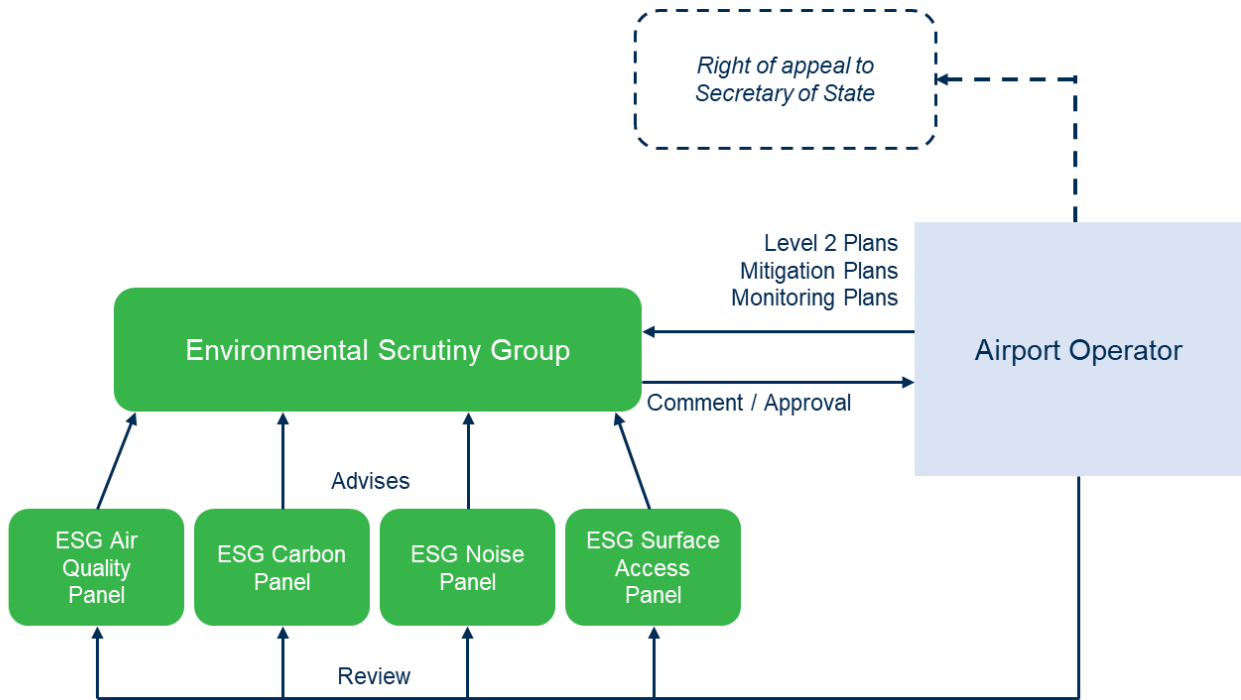 Right of appeal to
Secretary of State
Level 2 Plans
Mitigation Plans
Monitoring Plans
Environmental Scrutiny Group
Airport Operator
Comment / Approval
Advises
ESG Air
Quality
Panel
ESG Carbon
Panel
ESG Noise
Panel
ESG Surface
Access
Panel
Review